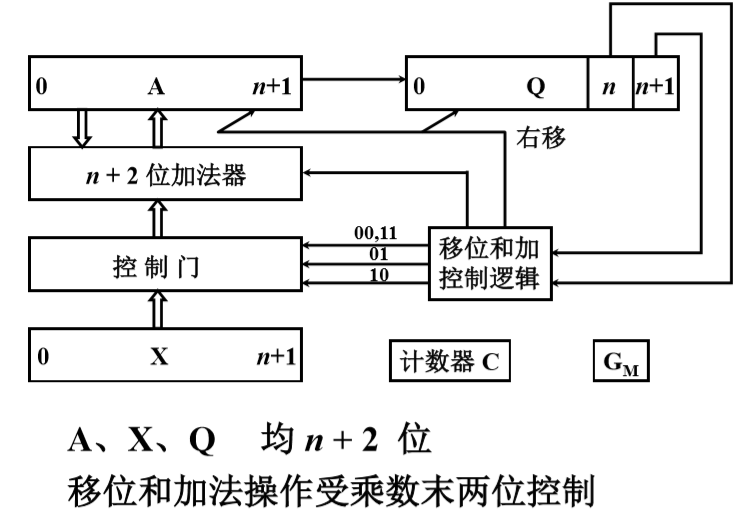 0 A n+1
0 Q n n+1
右移
n + 2 位加法器
00,11
01
10
控 制 门
移位和加
控制逻辑
0 X n+1
计数器 C
G_M
A、X、Q 均 n + 2 位
移位和加法操作受乘数末两位控制